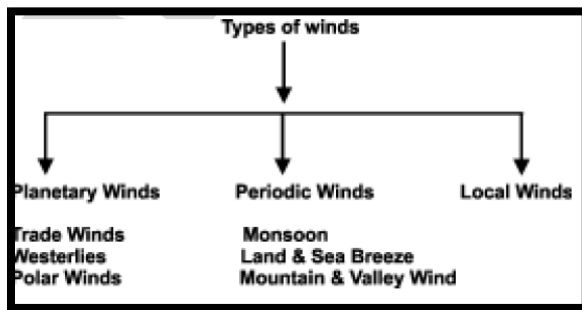 Types of winds
Planetary Winds Periodic Winds Local Winds
Trade Winds Monsoon
Westerlies Land & Sea Breeze
Polar Winds Mountain & Valley Wind